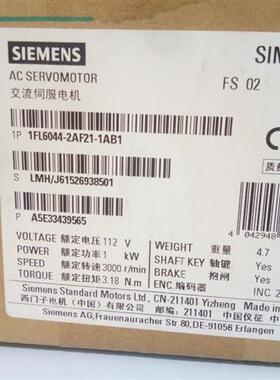 SIEMENS
SIM
AC SERVOMOTOR
FS 02
交流伺服电机
1P 1FL6044-2AF21-1AB1
S LMH/J61526938501
P A5E33439565
4 042948
VOLTAGE 额定电压 112 V
WEIGHT 重量 4.7
POWER 额定功率 1 kW
SHAFT KEY 轴键 Yes
SPEED 额定转速 3000 r/min
BRAKE 抱闸 Yes
TORQUE 额定扭矩 3.18 N.m
ENC.编码器 INC 2
Siemens Standard Motors Ltd., CN-211401 Yizheng Made in
西门子电机（中国）有限公司 邮编：211401 中国 仪征 中
Siemens AG,Frauenauracher Str 80,DE-91056 Erlangen